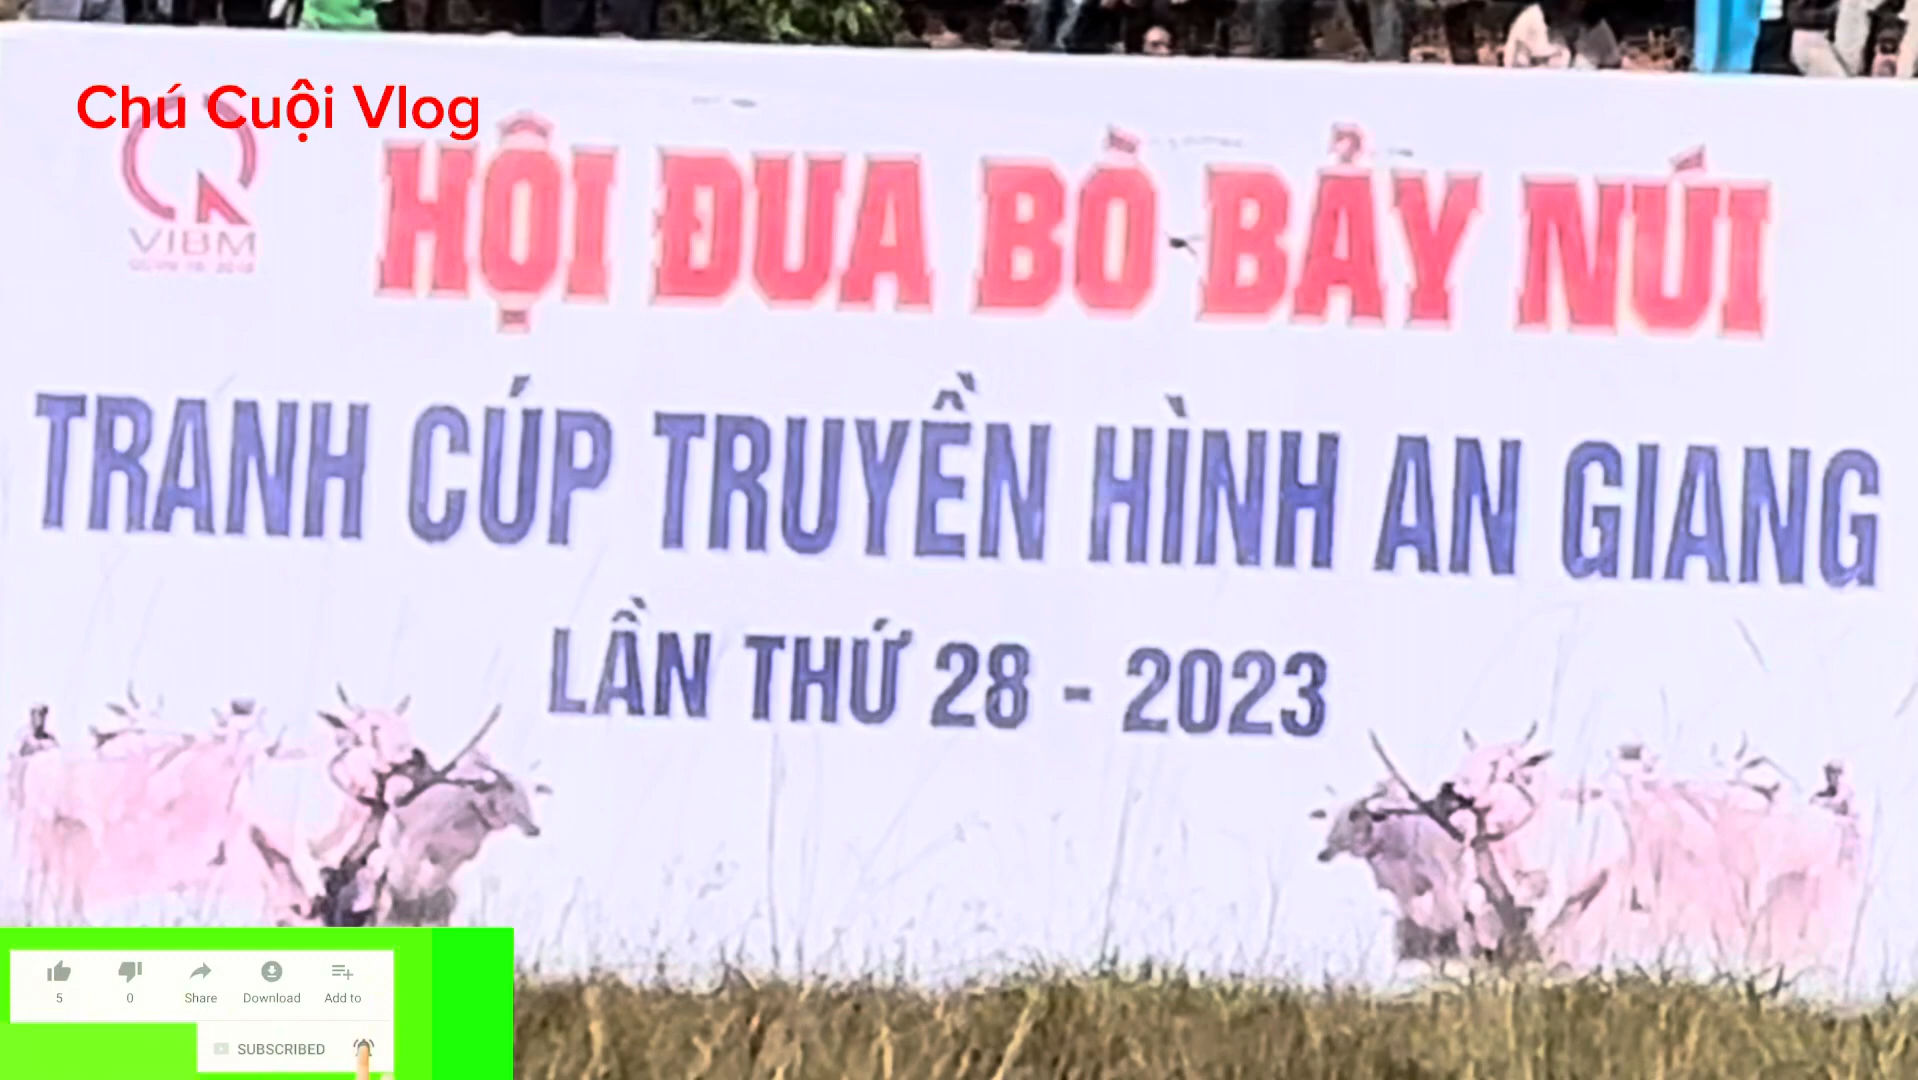 Chú Cuội Vlog
VIBM
HỘI ĐUA BÒ BẢY NÚI
TRANH CÚP TRUYỀN HÌNH AN GIANG
LẦN THỨ 28 - 2023
5 0 Share Download Add to
SUBSCRIBED